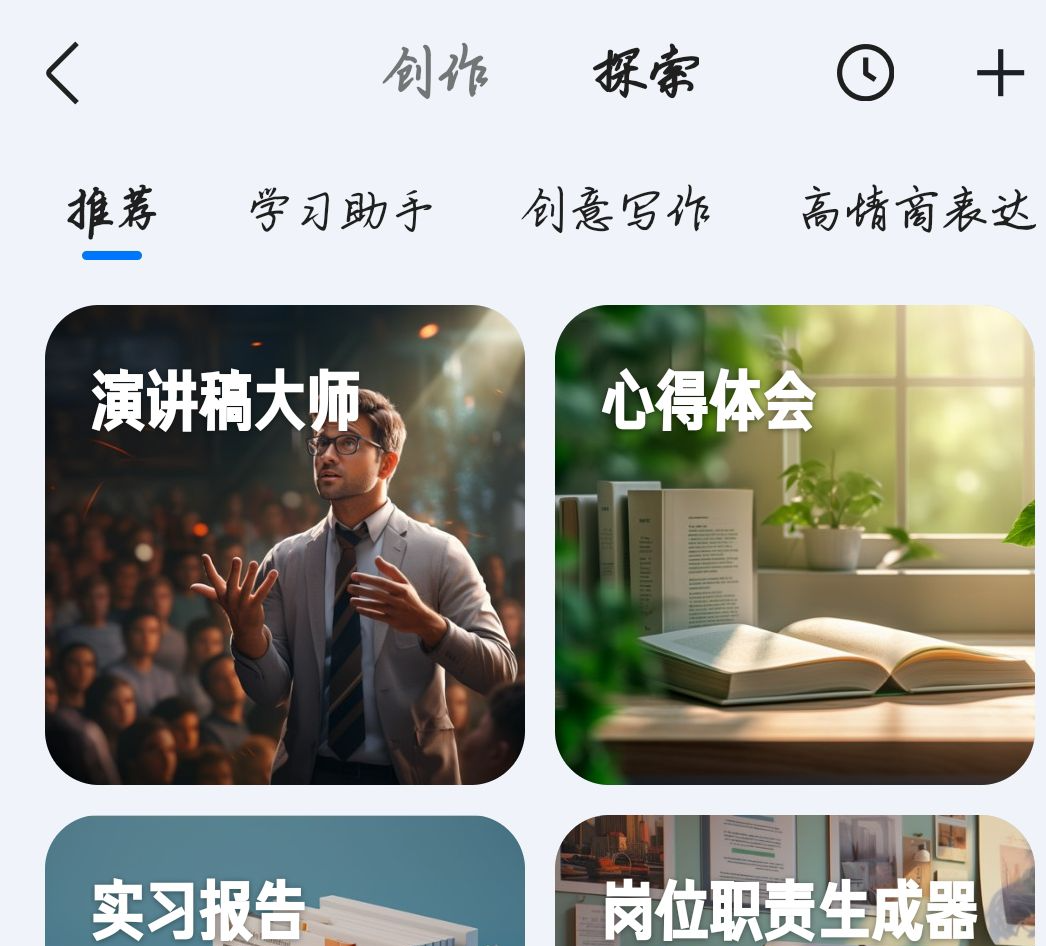 创作 探索
推荐 学习助手 创意写作 高情商表达
演讲稿大师 心得体会
实习报告 岗位职责生成器